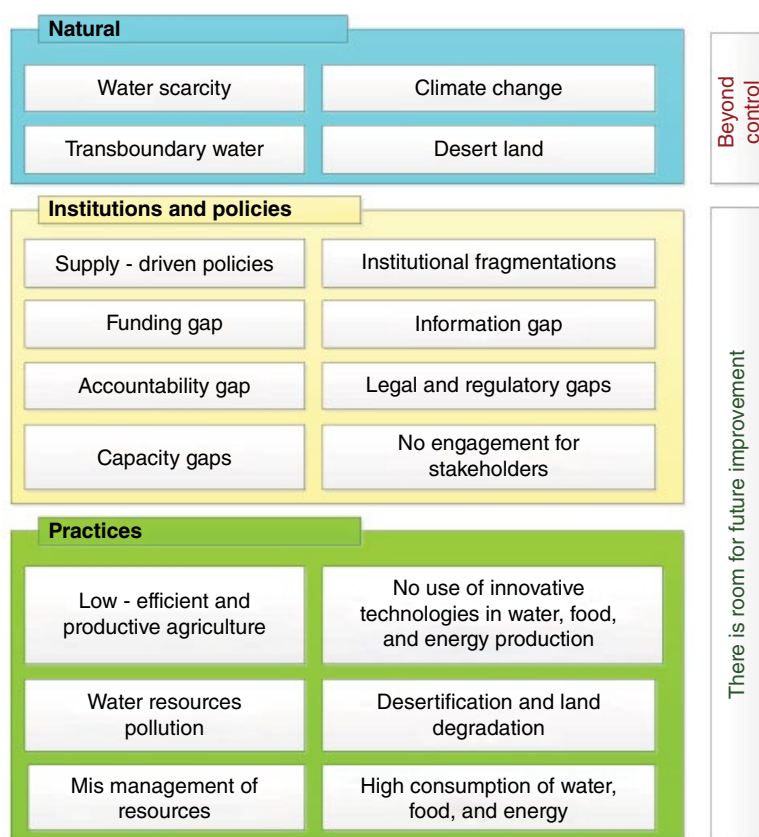 Natural
Water scarcity
Climate change
Transboundary water
Desert land
Beyond
control
Institutions and policies
Supply - driven policies
Institutional fragmentations
Funding gap
Information gap
Accountability gap
Legal and regulatory gaps
Capacity gaps
No engagement for
stakeholders
Practices
Low - efficient and
productive agriculture
No use of innovative
technologies in water, food,
and energy production
Water resources
pollution
Desertification and land
degradation
Mis management of
resources
High consumption of water,
food, and energy
There is room for future improvement